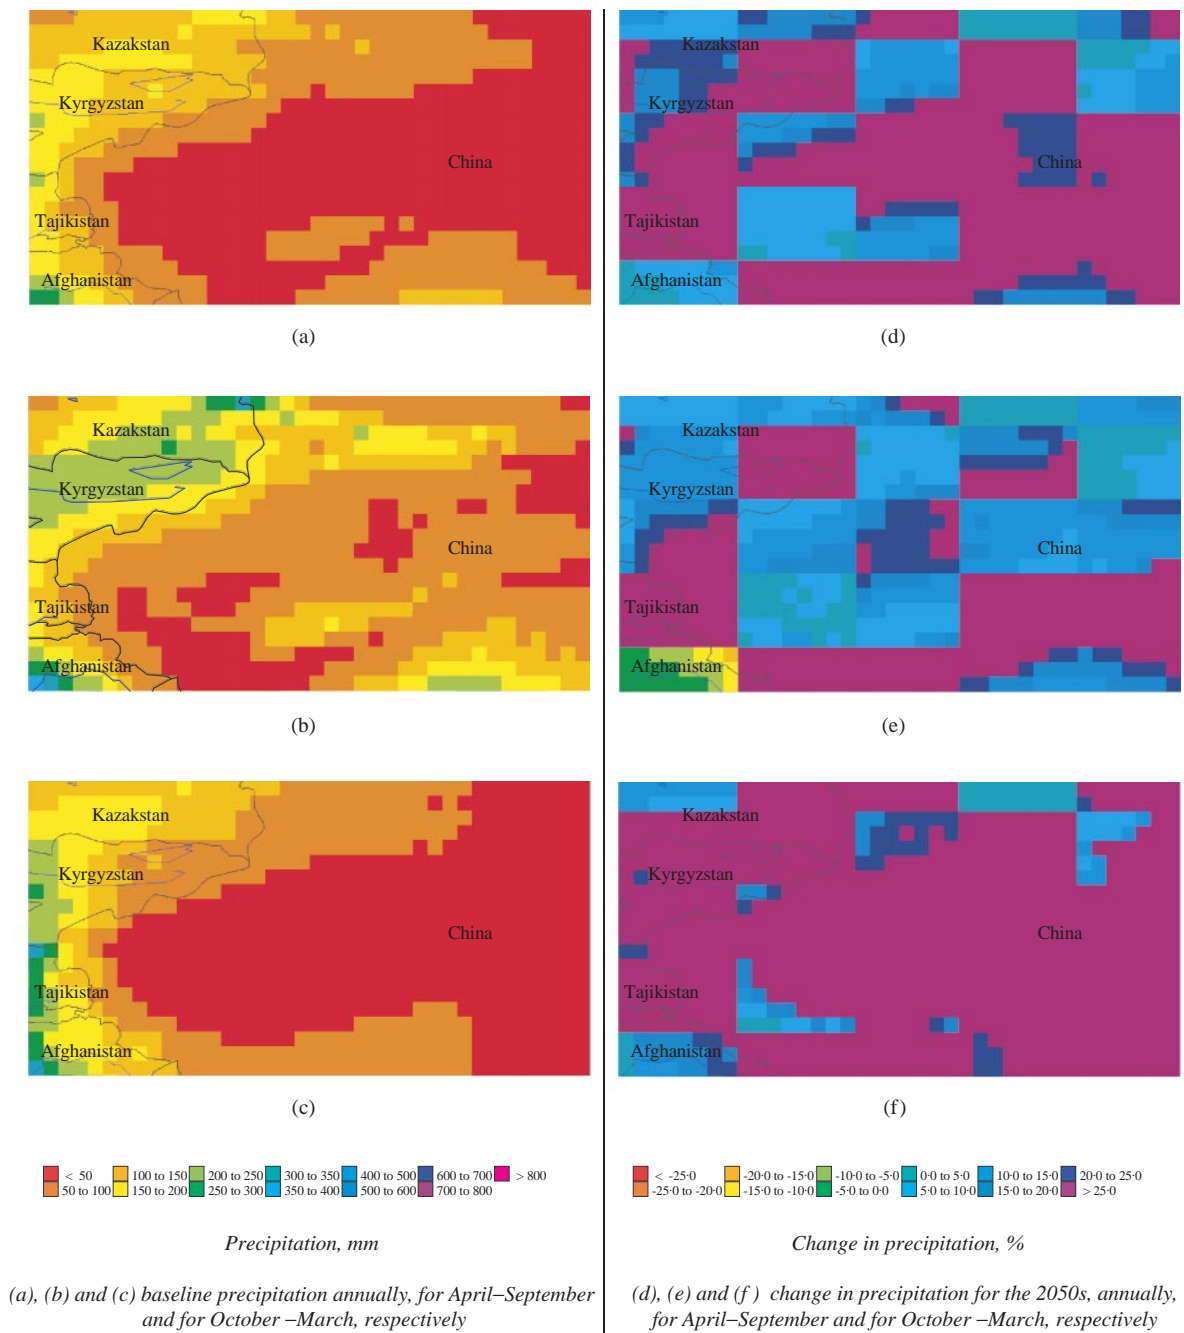 Kazakstan
Kyrgyzstan
China
Tajikistan
Afghanistan
(a)
Kazakstan
Kyrgyzstan
China
Tajikistan
Afghanistan
(b)
Kazakstan
Kyrgyzstan
China
Tajikistan
Afghanistan
(c)
< 50 100 to 150 200 to 250 300 to 350 400 to 500 600 to 700 > 800
50 to 100 150 to 200 250 to 300 350 to 400 500 to 600 700 to 800
Precipitation, mm
(a), (b) and (c) baseline precipitation annually, for April–September
and for October –March, respectively
Kazakstan
Kyrgyzstan
China
Tajikistan
Afghanistan
(d)
Kazakstan
Kyrgyzstan
China
Tajikistan
Afghanistan
(e)
Kazakstan
Kyrgyzstan
China
Tajikistan
Afghanistan
(f)
< -25·0 -20·0 to -15·0 -10·0 to -5·0 0·0 to 5·0 10·0 to 15·0 20·0 to 25·0
-25·0 to -20·0 -15·0 to -10·0 -5·0 to 0·0 5·0 to 10·0 15·0 to 20·0 > 25·0
Change in precipitation, %
(d), (e) and (f ) change in precipitation for the 2050s, annually,
for April–September and for October –March, respectively